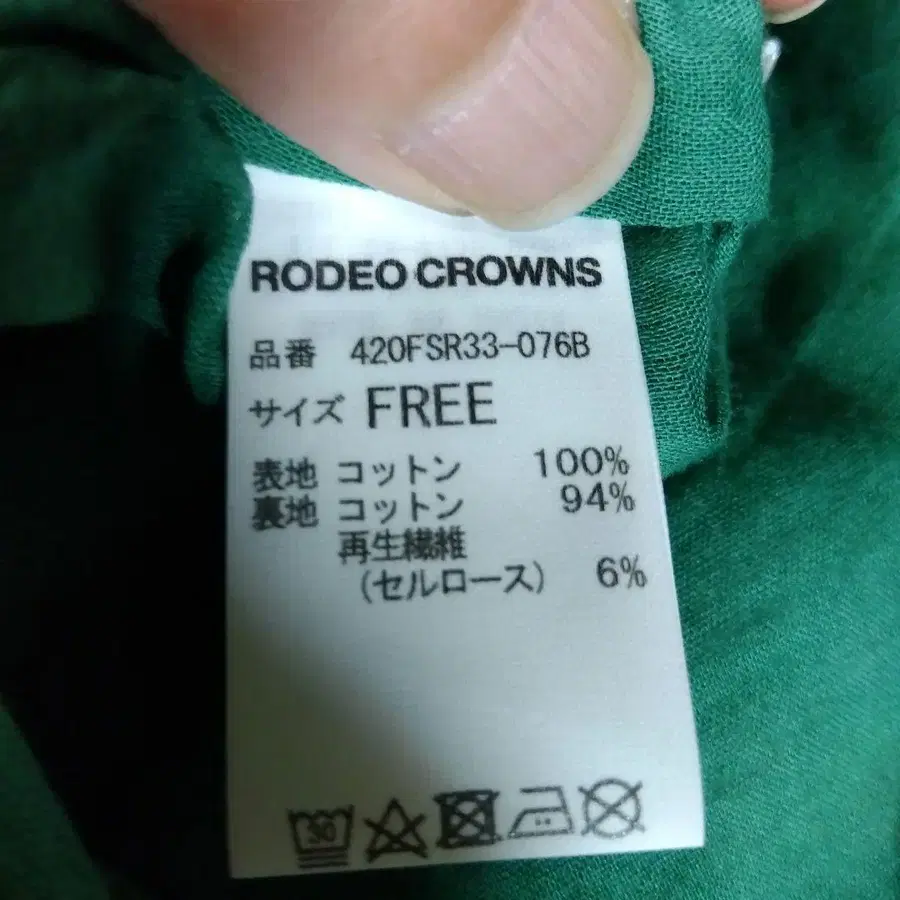 RODEO CROWNS
品番 420FSR33-076B
サイズ FREE
表地 コットン 100%
裏地 コットン 94%
再生繊維
(セルロース) 6%
30